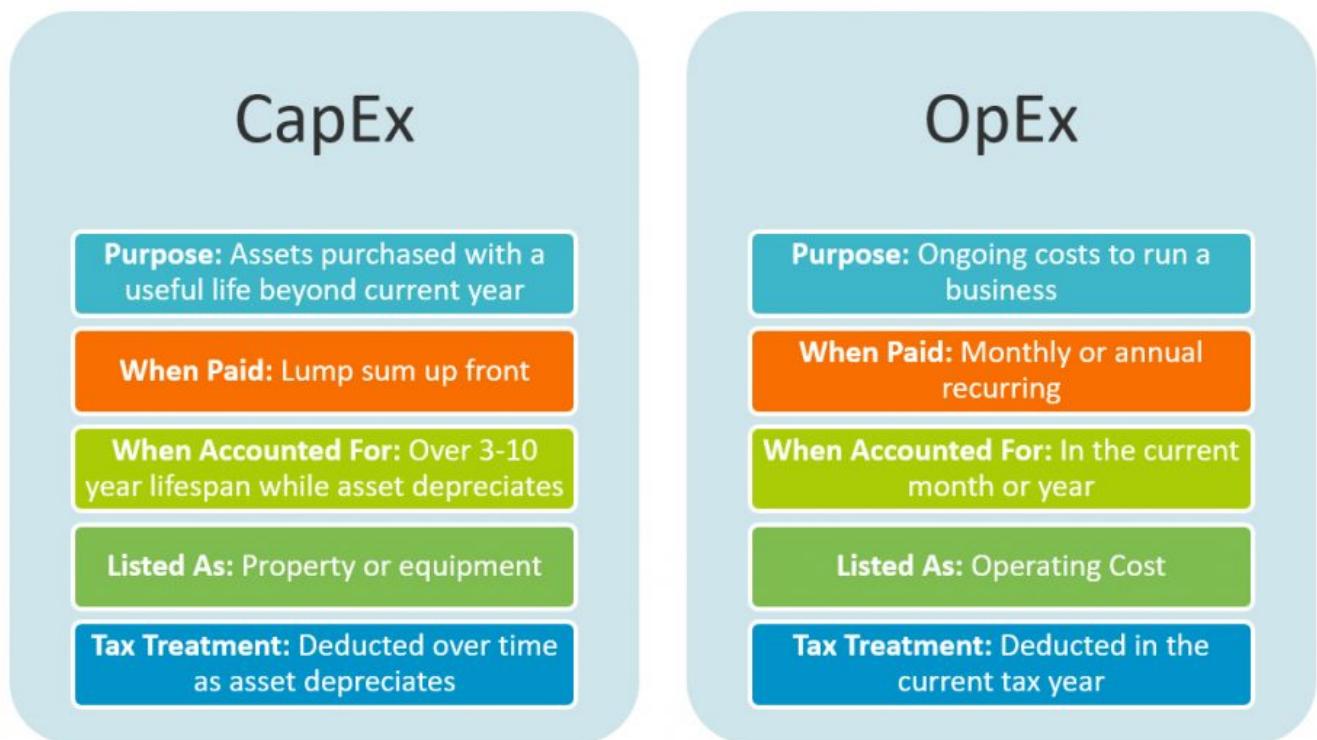 CapEx
Purpose: Assets purchased with a
useful life beyond current year
When Paid: Lump sum up front
When Accounted For: Over 3-10
year lifespan while asset depreciates
Listed As: Property or equipment
Tax Treatment: Deducted over time
as asset depreciates
OpEx
Purpose: Ongoing costs to run a
business
When Paid: Monthly or annual
recurring
When Accounted For: In the current
month or year
Listed As: Operating Cost
Tax Treatment: Deducted in the
current tax year